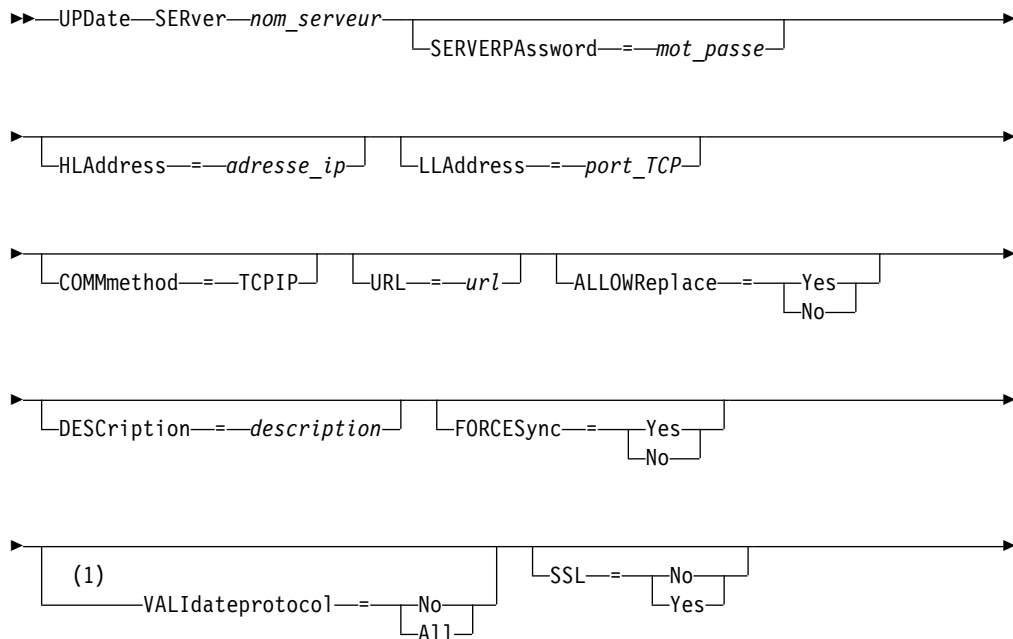 UPDate SERver nom_serveur
SERVERPAssword = mot_passe
HLAddress = adresse_ip LLAddress = port_TCP
COMMmethod = TCPIP URL = url ALLOWReplace = Yes
No
DESCription = description FORCESync = Yes
No
(1)
VALIdateprotocol = No SSL = No
All Yes